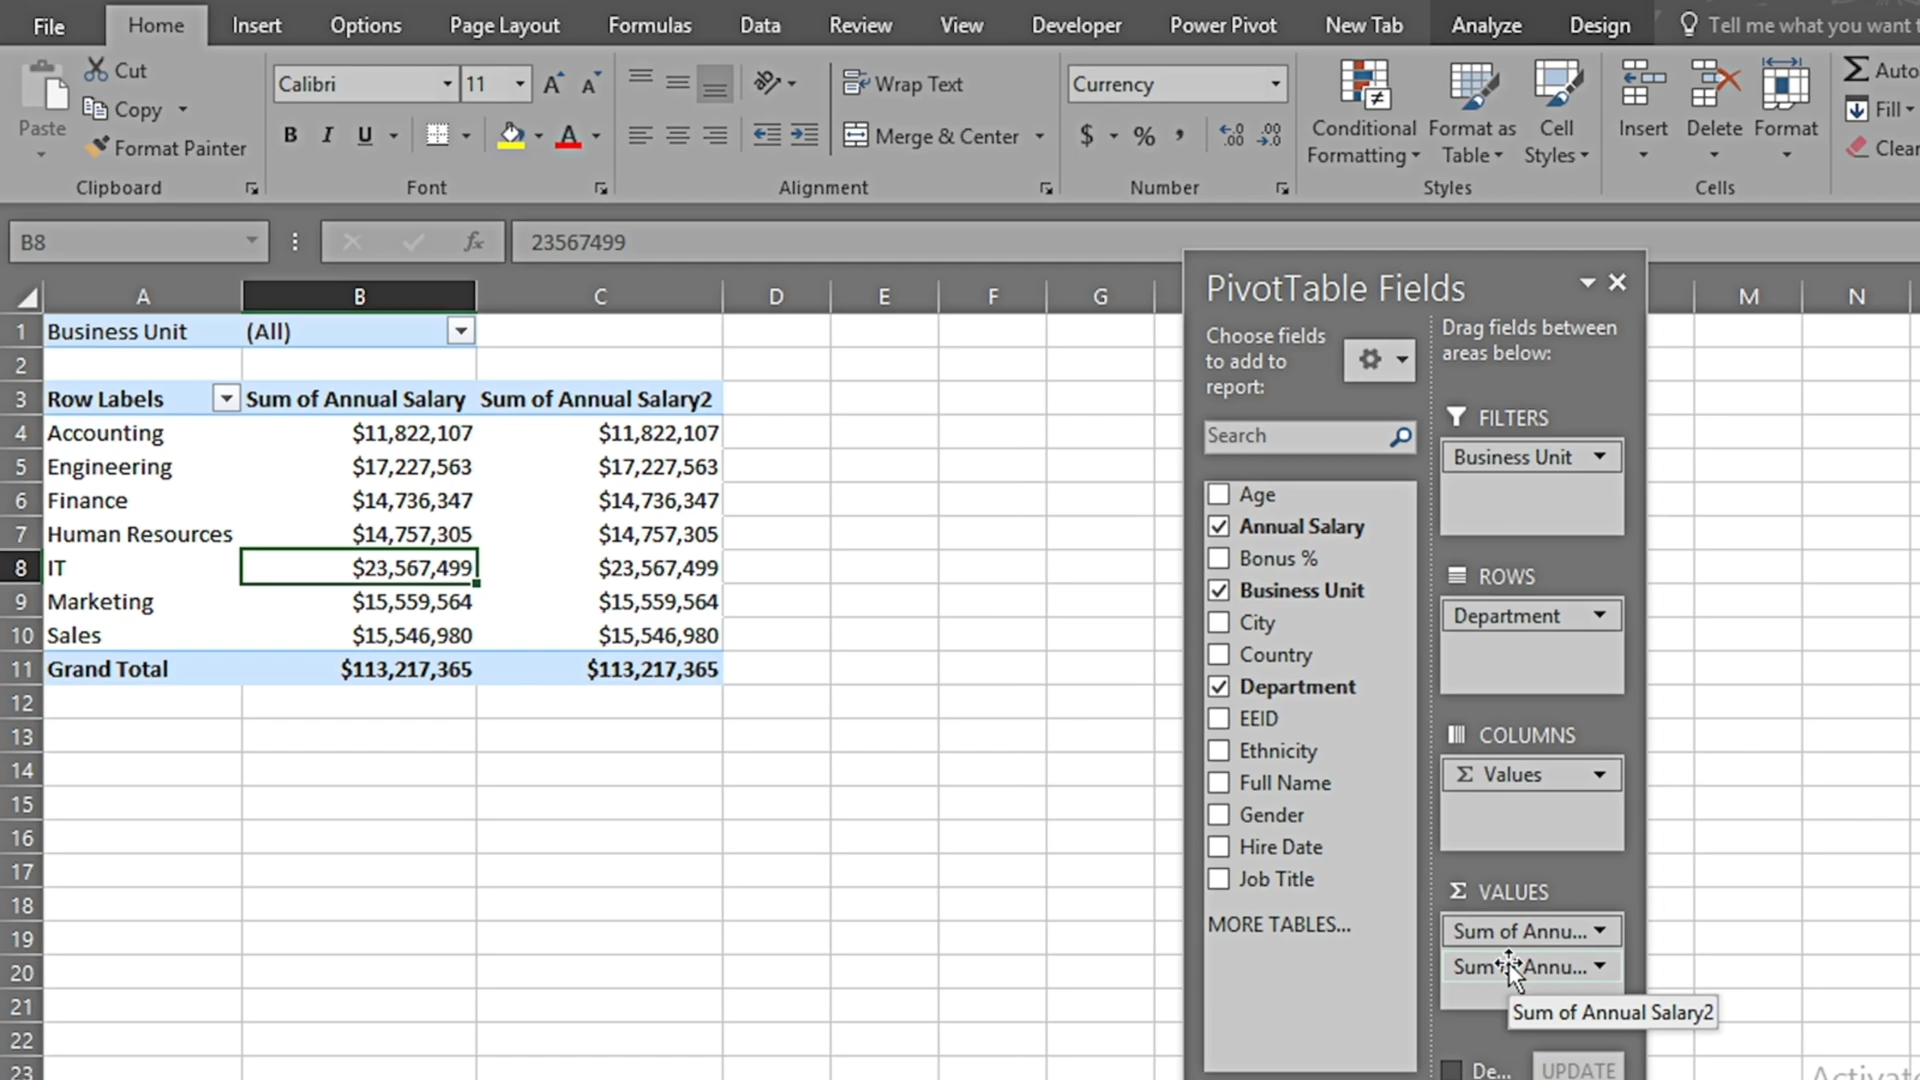 File Home Insert Options Page Layout Formulas Data Review View Developer Power Pivot New Tab Analyze Design Tell me what you want t
Paste
Cut
Copy
Format Painter
Clipboard
Calibri 11 A A
B I U A
Font
Wrap Text
Merge & Center
Alignment
Currency
$ % ,
Number
Conditional Formatting
Format as Table
Cell Styles
Styles
Insert
Delete
Format
Cells
Auto
Fill
Clear
B8 fx 23567499
A B C D E F G M N
1 Business Unit (All)
2
3 Row Labels Sum of Annual Salary Sum of Annual Salary2
4 Accounting $11,822,107 $11,822,107
5 Engineering $17,227,563 $17,227,563
6 Finance $14,736,347 $14,736,347
7 Human Resources $14,757,305 $14,757,305
8 IT $23,567,499 $23,567,499
9 Marketing $15,559,564 $15,559,564
10 Sales $15,546,980 $15,546,980
11 Grand Total $113,217,365 $113,217,365
12
13
14
15
16
17
18
19
20
21
22
23
PivotTable Fields
Choose fields
to add to
report:
Search
Age
Annual Salary
Bonus %
Business Unit
City
Country
Department
EEID
Ethnicity
Full Name
Gender
Hire Date
Job Title
MORE TABLES...
Drag fields between
areas below:
FILTERS
Business Unit
ROWS
Department
COLUMNS
Σ Values
Σ VALUES
Sum of Annu...
Sum Annu...
Sum of Annual Salary2
De... UPDATE
Activate